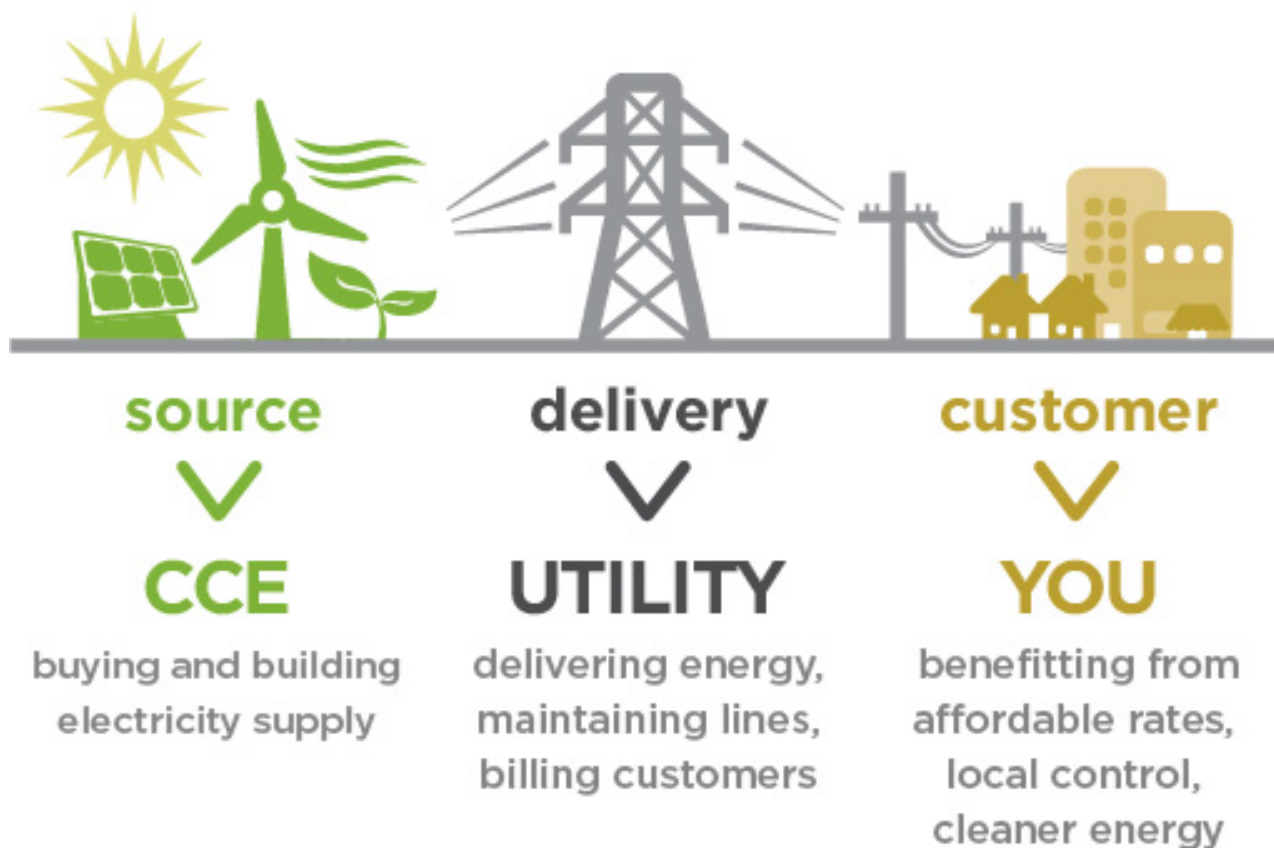 source
delivery
customer
CCE
UTILITY
YOU
buying and building
electricity supply
delivering energy,
maintaining lines,
billing customers
benefitting from
affordable rates,
local control,
cleaner energy